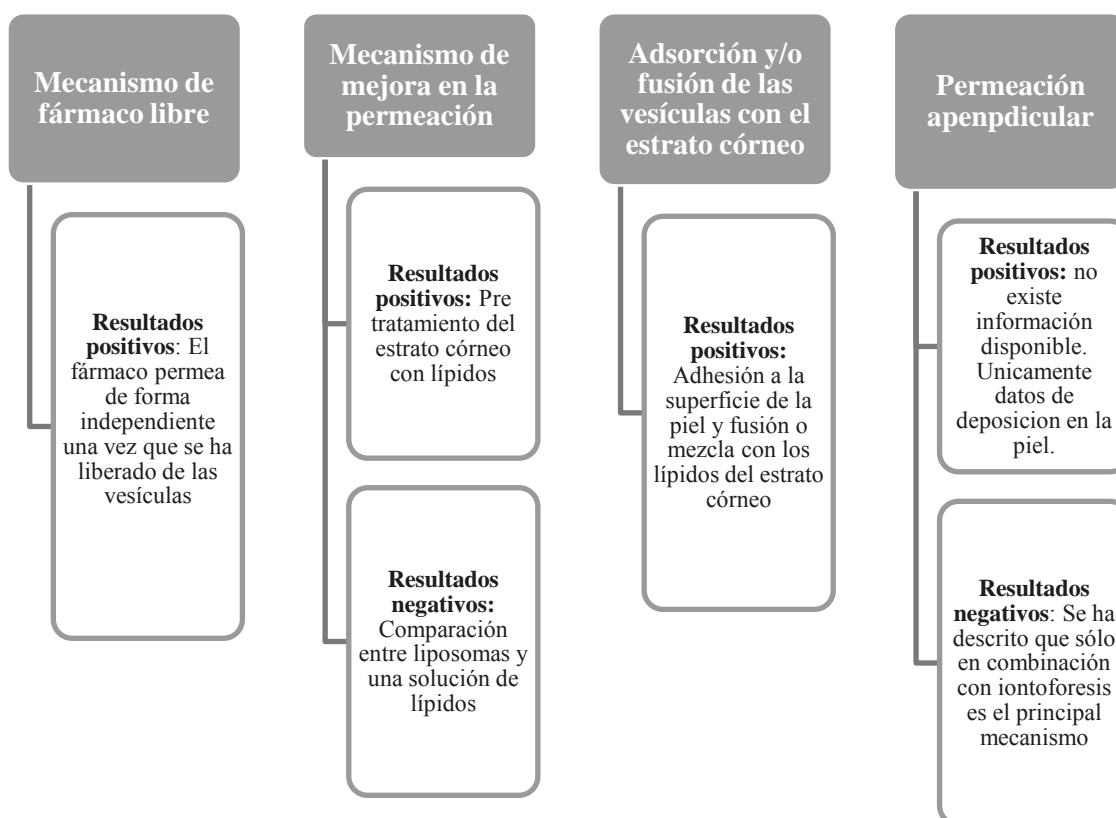 Mecanismo de
fármaco libre
Resultados
positivos: El
fármaco permea
de forma
independiente
una vez que se ha
liberado de las
vesículas
Mecanismo de
mejora en la
permeación
Resultados
positivos: Pre
tratamiento del
estrato córneo
con lípidos
Resultados
negativos:
Comparación
entre liposomas y
una solución de
lípidos
Adsorción y/o
fusión de las
vesículas con el
estrato córneo
Resultados
positivos:
Adhesión a la
superficie de la
piel y fusión o
mezcla con los
lípidos del estrato
córneo
Permeación
apenpdicular
Resultados
positivos: no
existe
información
disponible.
Unicamente
datos de
deposicion en la
piel.
Resultados
negativos: Se ha
descrito que sólo
en combinación
con iontoforesis
es el principal
mecanismo